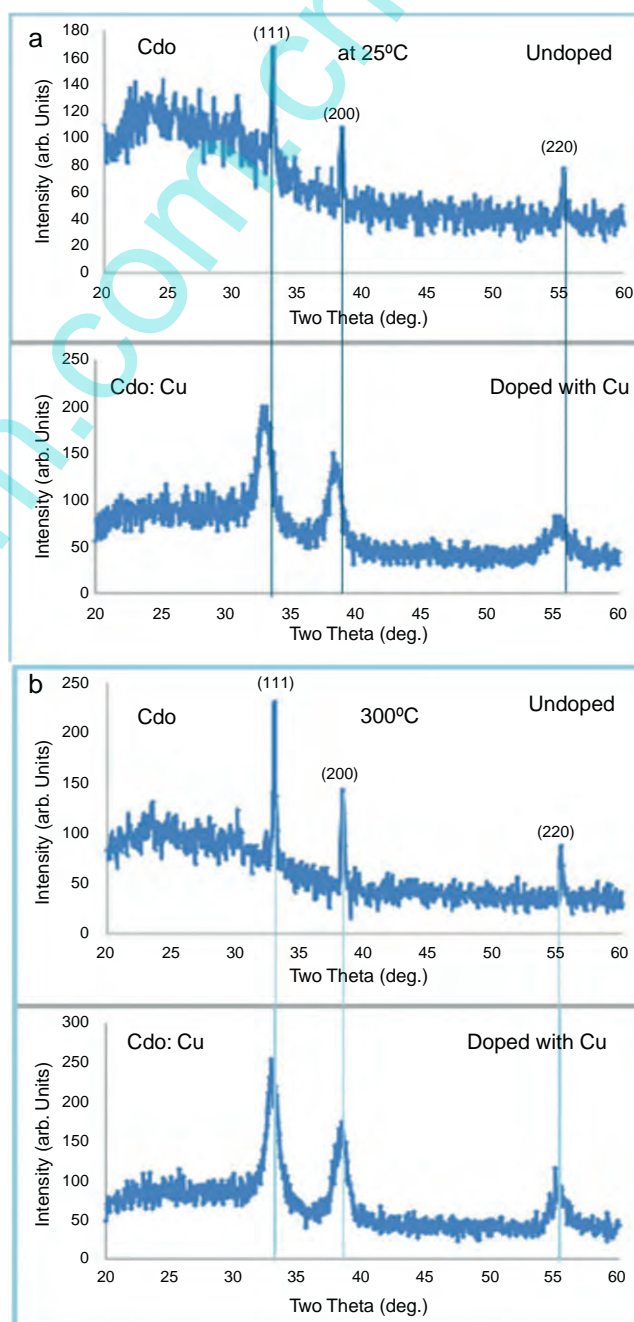 a
Cdo at 25ºC Undoped
(111)
(200)
(220)
Intensity (arb. Units)
180
160
140
120
100
80
60
40
20
0
20 25 30 35 40 45 50 55 60
Two Theta (deg.)
Cdo: Cu Doped with Cu
Intensity (arb. Units)
250
200
150
100
50
0
20 25 30 35 40 45 50 55 60
Two Theta (deg.)
b
Cdo 300ºC Undoped
(111)
(200)
(220)
Intensity (arb. Units)
250
200
150
100
50
0
20 25 30 35 40 45 50 55 60
Two Theta (deg.)
Cdo: Cu Doped with Cu
Intensity (arb. Units)
300
250
200
150
100
50
0
20 25 30 35 40 45 50 55 60
Two Theta (deg.)
m.com.cn